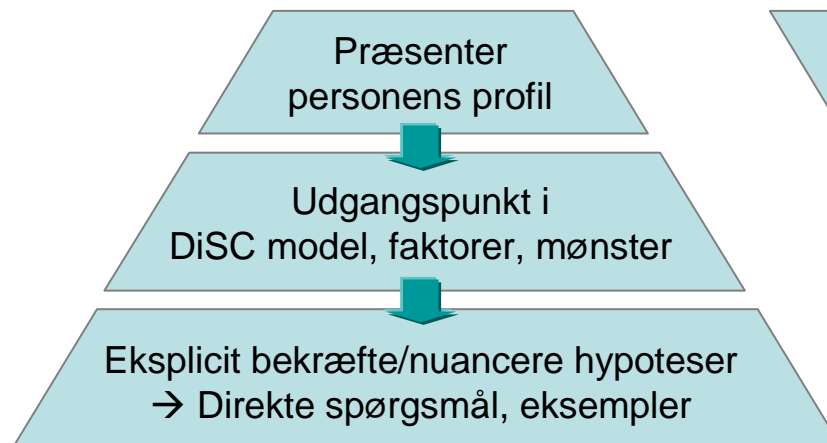 Præsenter
personens profil
Udgangspunkt i
DiSC model, faktorer, mønster
Eksplicit bekræfte/nuancere hypoteser
→ Direkte spørgsmål, eksempler